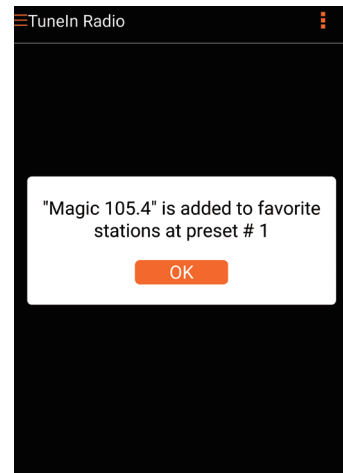 TuneIn Radio
"Magic 105.4" is added to favorite
stations at preset # 1
OK